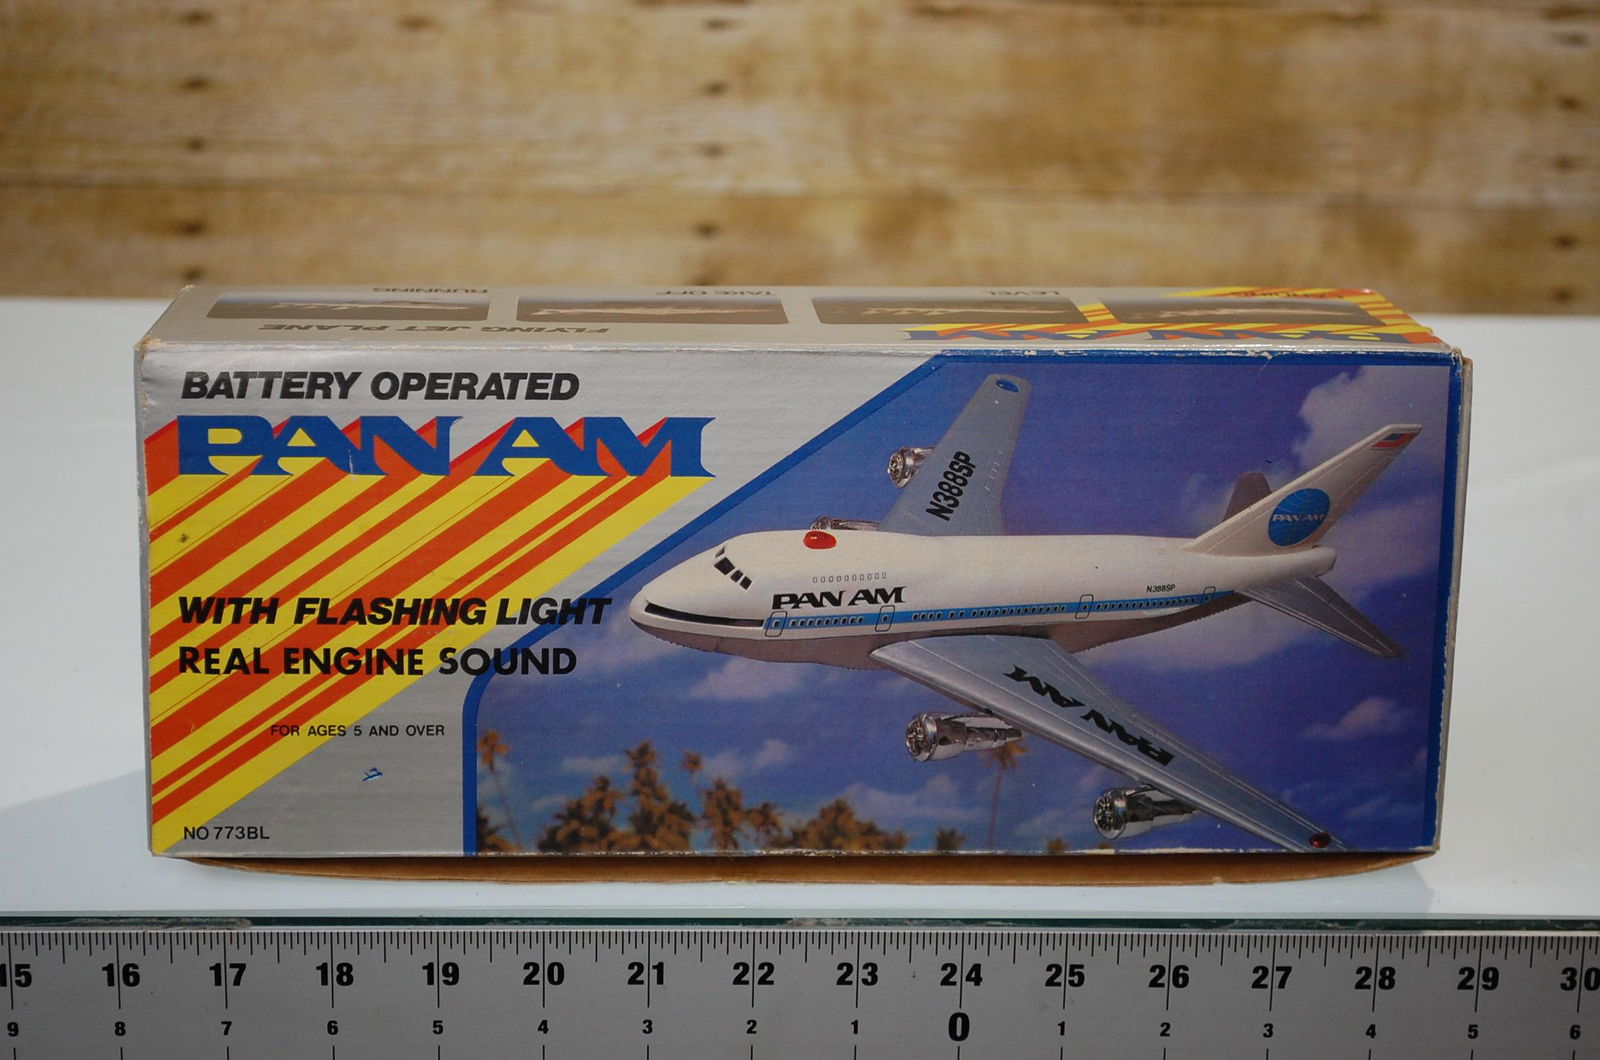 RUNNING
TAKE OFF
LEVEL
LANDING
FLYING JET PLANE
PAN AM
BATTERY OPERATED
PAN AM
WITH FLASHING LIGHT
REAL ENGINE SOUND
FOR AGES 5 AND OVER
NO 773BL
N388SP
PAN AM
N388SP
PAN AM
PAN AM
15 16 17 18 19 20 21 22 23 24 25 26 27 28 29 30
9 8 7 6 5 4 3 2 1 0 1 2 3 4 5 6